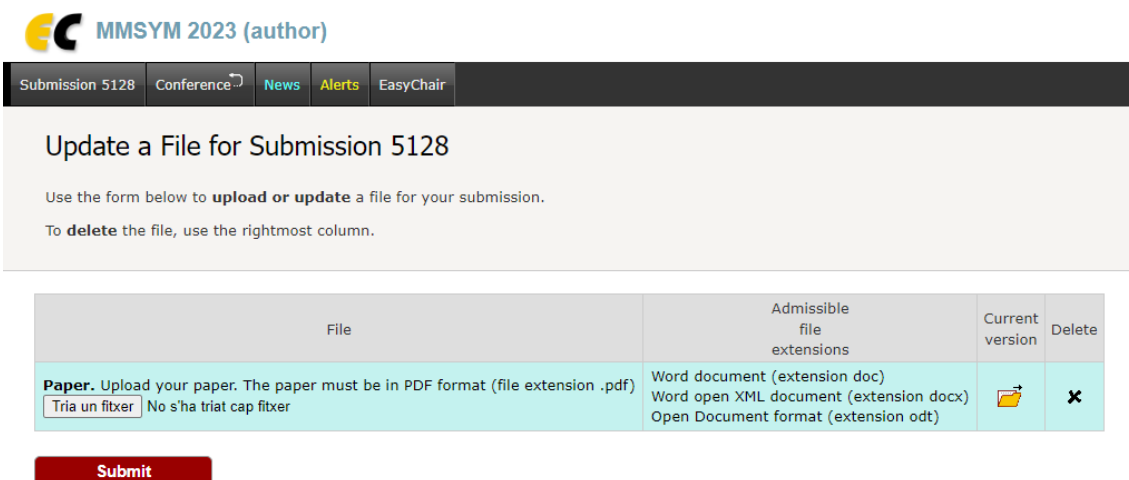 EC MMSYM 2023 (author)
Submission 5128 Conference News Alerts EasyChair
Update a File for Submission 5128
Use the form below to upload or update a file for your submission.
To delete the file, use the rightmost column.
File
Admissible
file
extensions
Current
version
Delete
Paper. Upload your paper. The paper must be in PDF format (file extension .pdf)
Tria un fitxer No s'ha triat cap fitxer
Word document (extension doc)
Word open XML document (extension docx)
Open Document format (extension odt)
Submit